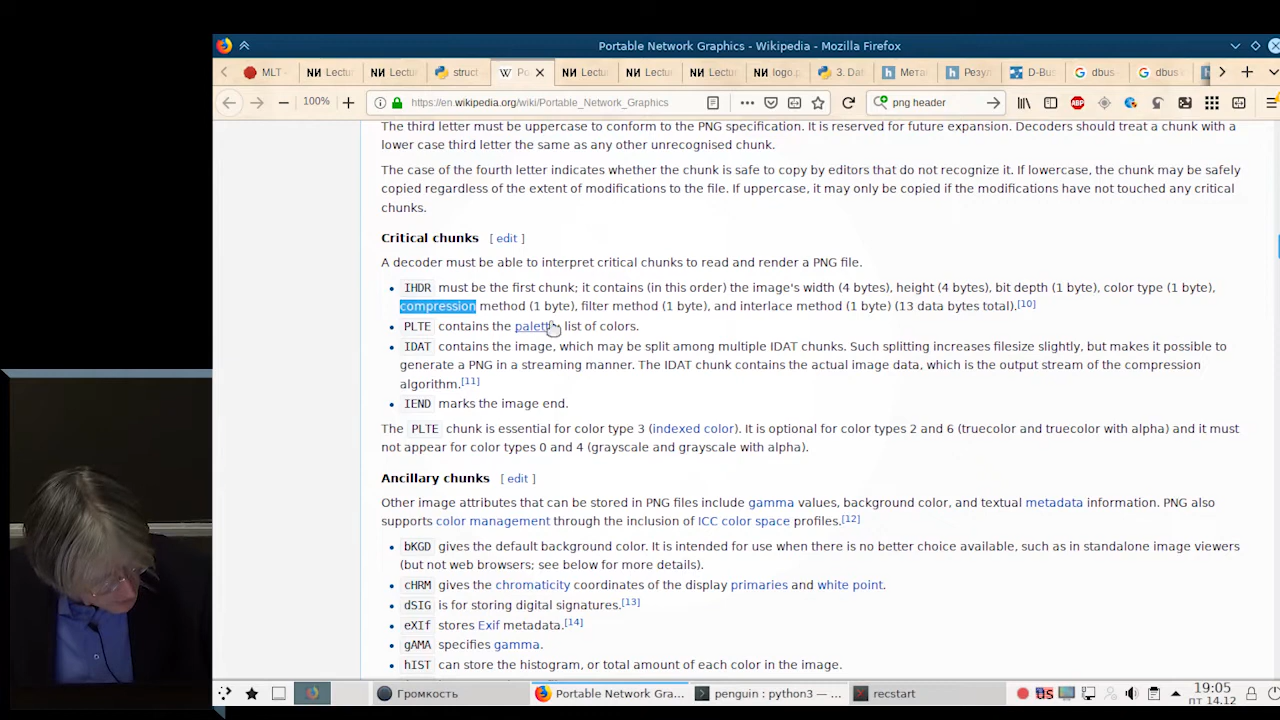 Portable Network Graphics - Wikipedia - Mozilla Firefox
MLT
Lectur
Lectur
struct
W
Lectu
Lectu
Lectu
logo.p
3. Dat
Мета
Резул
D-Bus
dbus
dbus
100%
https://en.wikipedia.org/wiki/Portable_Network_Graphics
png header
ABP
The third letter must be uppercase to conform to the PNG specification. It is reserved for future expansion. Decoders should treat a chunk with a
lower case third letter the same as any other unrecognised chunk.
The case of the fourth letter indicates whether the chunk is safe to copy by editors that do not recognize it. If lowercase, the chunk may be safely
copied regardless of the extent of modifications to the file. If uppercase, it may only be copied if the modifications have not touched any critical
chunks.
Critical chunks [ edit ]
A decoder must be able to interpret critical chunks to read and render a PNG file.
IHDR must be the first chunk; it contains (in this order) the image's width (4 bytes), height (4 bytes), bit depth (1 byte), color type (1 byte),
compression method (1 byte), filter method (1 byte), and interlace method (1 byte) (13 data bytes total).[10]
PLTE contains the palette list of colors.
IDAT contains the image, which may be split among multiple IDAT chunks. Such splitting increases filesize slightly, but makes it possible to
generate a PNG in a streaming manner. The IDAT chunk contains the actual image data, which is the output stream of the compression
algorithm.[11]
IEND marks the image end.
The PLTE chunk is essential for color type 3 (indexed color). It is optional for color types 2 and 6 (truecolor and truecolor with alpha) and it must
not appear for color types 0 and 4 (grayscale and grayscale with alpha).
Ancillary chunks [ edit ]
Other image attributes that can be stored in PNG files include gamma values, background color, and textual metadata information. PNG also
supports color management through the inclusion of ICC color space profiles.[12]
bKGD gives the default background color. It is intended for use when there is no better choice available, such as in standalone image viewers
(but not web browsers; see below for more details).
cHRM gives the chromaticity coordinates of the display primaries and white point.
dSIG is for storing digital signatures.[13]
eXIf stores Exif metadata.[14]
gAMA specifies gamma.
hIST can store the histogram, or total amount of each color in the image.
Громкость
Portable Network Gra...
penguin : python3 — ...
recstart
us
19:05
пт 14.12